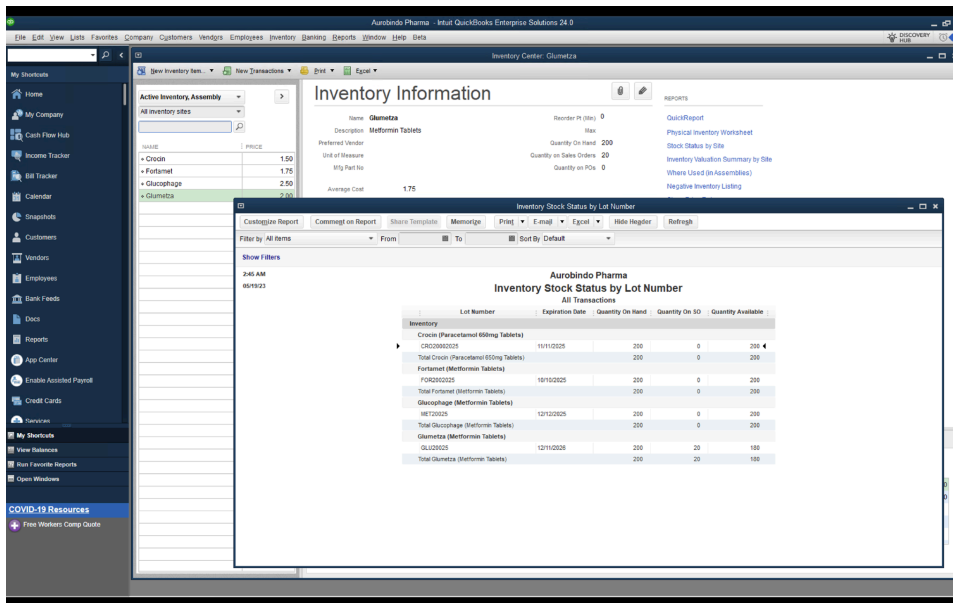 Aurobindo Pharma - Intuit QuickBooks Enterprise Solutions 24.0
File Edit View Lists Favorites Company Customers Vendors Employees Inventory Banking Reports Window Help Beta
DISCOVERY HUB
Inventory Center: Glumetza
My Shortcuts
Home
My Company
Cash Flow Hub
Income Tracker
Bill Tracker
Calendar
Snapshots
Customers
Vendors
Employees
Bank Feeds
Docs
Reports
App Center
Enable Assisted Payroll
Credit Cards
Services
My Shortcuts
View Balances
Run Favorite Reports
Open Windows
COVID-19 Resources
Free Workers Comp Quote
New Inventory Item... New Transactions Print Excel
Active Inventory, Assembly
All inventory sites
NAME PRICE
Crocin 1.50
Fortamet 1.75
Glucophage 2.50
Glumetza 2.00
Inventory Information
Name Glumetza
Description Metformin Tablets
Preferred Vendor
Unit of Measure
Mfg Part No
Average Cost 1.75
Reorder Pt (Min) 0
Max
Quantity On Hand 200
Quantity on Sales Orders 20
Quantity on POs 0
REPORTS
QuickReport
Physical Inventory Worksheet
Stock Status by Site
Inventory Valuation Summary by Site
Where Used (in Assemblies)
Negative Inventory Listing
Inventory Stock Status by Lot Number
Customize Report Comment on Report Share Template Memorize Print E-mail Excel Hide Header Refresh
Filter by All items From To Sort By Default
Show Filters
2:45 AM
05/19/23
Aurobindo Pharma
Inventory Stock Status by Lot Number
All Transactions
Lot Number Expiration Date Quantity On Hand Quantity On SO Quantity Available
Inventory
Crocin (Paracetamol 650mg Tablets)
CRO20002025 11/11/2025 200 0 200
Total Crocin (Paracetamol 650mg Tablets) 200 0 200
Fortamet (Metformin Tablets)
FOR2002025 10/10/2025 200 0 200
Total Fortamet (Metformin Tablets) 200 0 200
Glucophage (Metformin Tablets)
MET20025 12/12/2025 200 0 200
Total Glucophage (Metformin Tablets) 200 0 200
Glumetza (Metformin Tablets)
GLU20025 12/11/2026 200 20 180
Total Glumetza (Metformin Tablets) 200 20 180